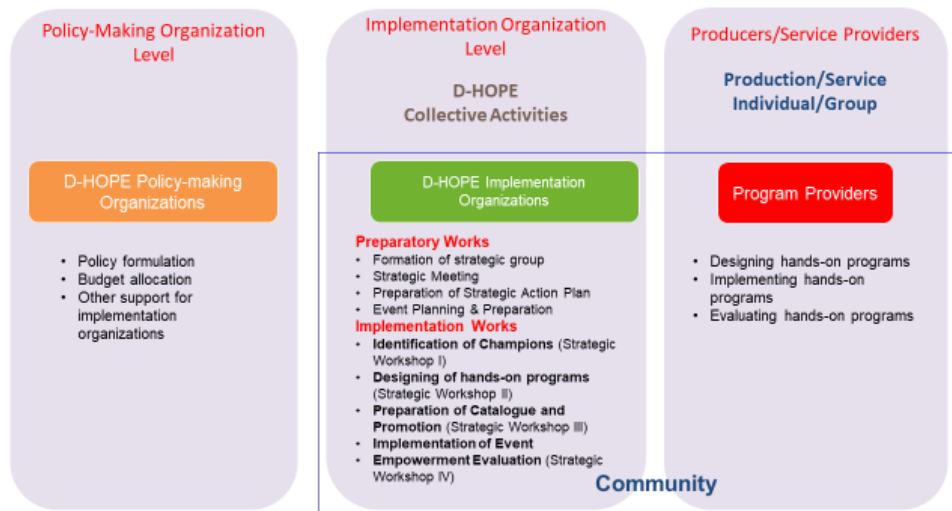 Policy-Making Organization
Level
D-HOPE Policy-making
Organizations
• Policy formulation
• Budget allocation
• Other support for
implementation
organizations
Implementation Organization
Level
D-HOPE
Collective Activities
D-HOPE Implementation
Organizations
Preparatory Works
• Formation of strategic group
• Strategic Meeting
• Preparation of Strategic Action Plan
• Event Planning & Preparation
Implementation Works
• Identification of Champions (Strategic
Workshop I)
• Designing of hands-on programs
(Strategic Workshop II)
• Preparation of Catalogue and
Promotion (Strategic Workshop III)
• Implementation of Event
• Empowerment Evaluation (Strategic
Workshop IV)
Producers/Service Providers
Production/Service
Individual/Group
Program Providers
• Designing hands-on programs
• Implementing hands-on
programs
• Evaluating hands-on programs
Community